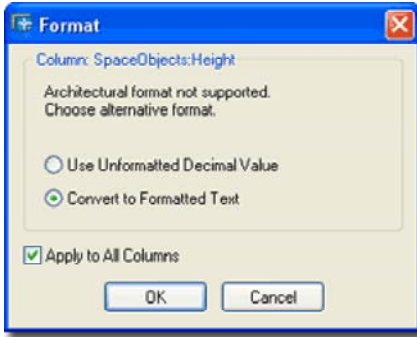 Format
Column: SpaceObjects:Height
Architectural format not supported.
Choose alternative format.
Use Unformatted Decimal Value
Convert to Formatted Text
Apply to All Columns
OK Cancel